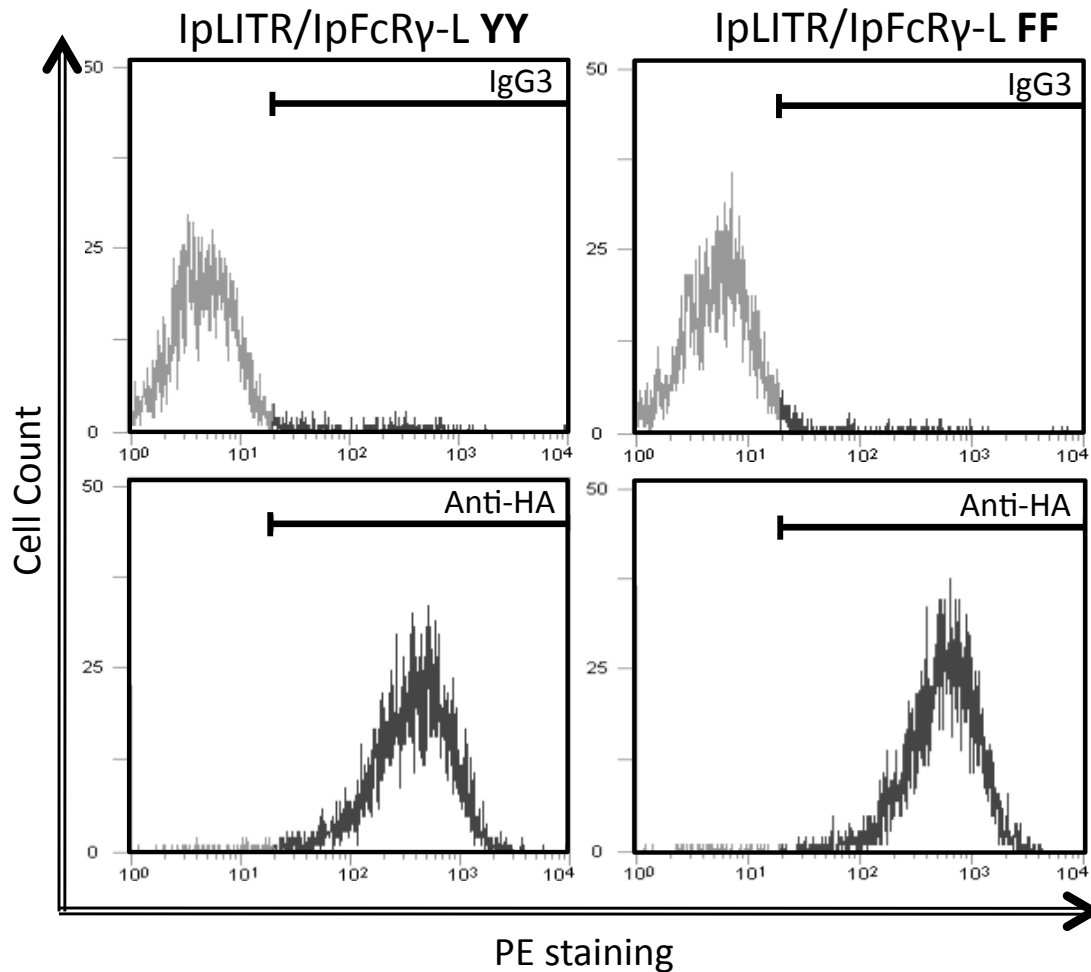 IpLITR/IpFcRγ-L YY
IpLITR/IpFcRγ-L FF
Cell Count
50
25
0
IgG3
10⁰ 10¹ 10² 10³ 10⁴
50
25
0
IgG3
10⁰ 10¹ 10² 10³ 10⁴
50
25
0
Anti-HA
10⁰ 10¹ 10² 10³ 10⁴
50
25
0
Anti-HA
10⁰ 10¹ 10² 10³ 10⁴
PE staining